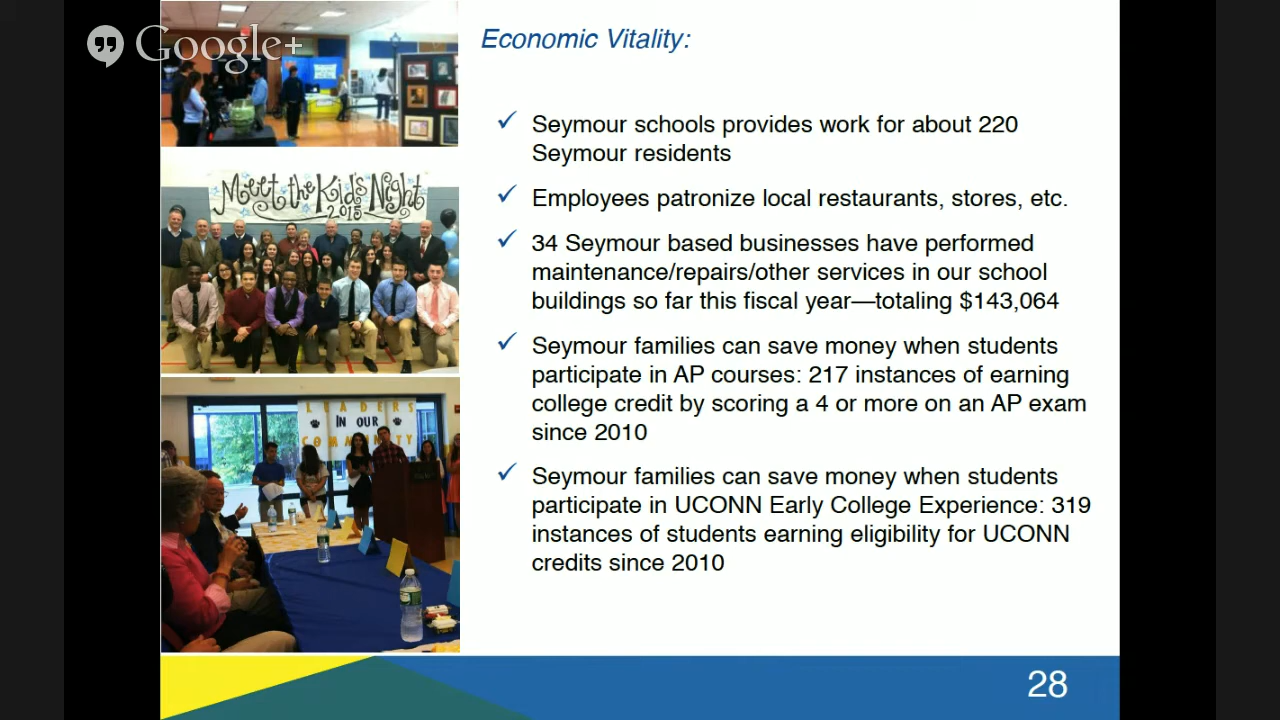 Google+
Economic Vitality:
✓ Seymour schools provides work for about 220
Seymour residents
✓ Employees patronize local restaurants, stores, etc.
✓ 34 Seymour based businesses have performed
maintenance/repairs/other services in our school
buildings so far this fiscal year—totaling $143,064
✓ Seymour families can save money when students
participate in AP courses: 217 instances of earning
college credit by scoring a 4 or more on an AP exam
since 2010
✓ Seymour families can save money when students
participate in UCONN Early College Experience: 319
instances of students earning eligibility for UCONN
credits since 2010
Meet the Kid's Night
2015
LEADERS
IN OUR
COMMUNITY
28